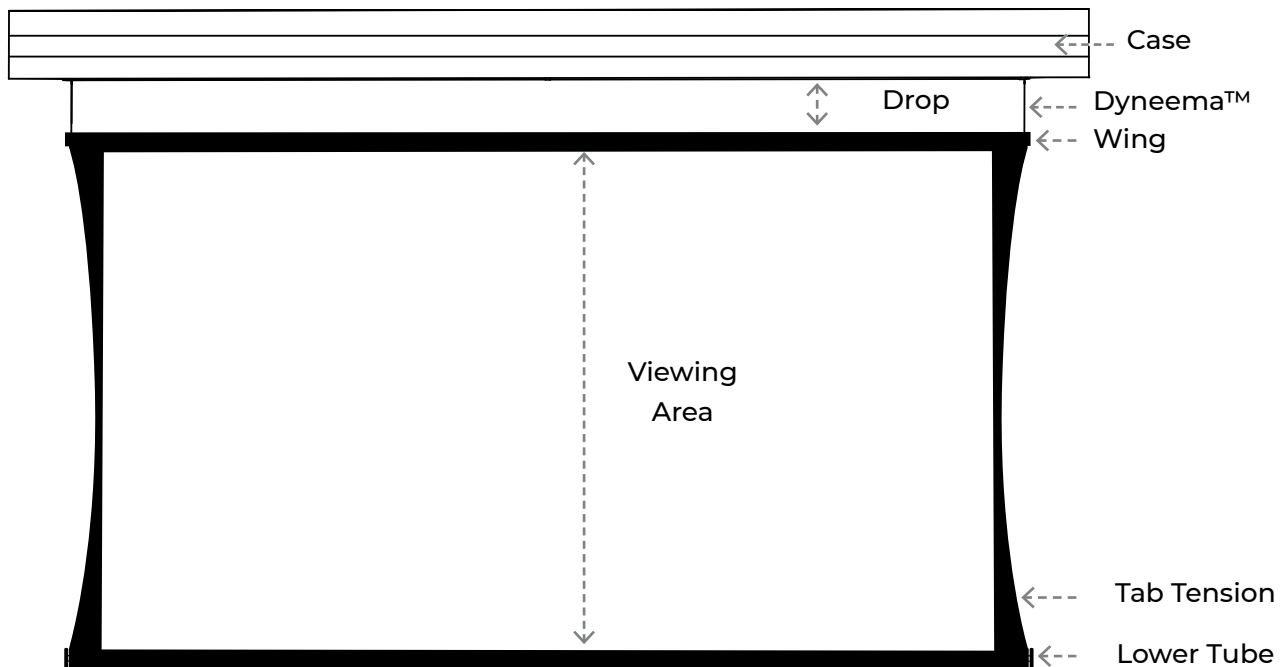 Case
Drop
Dyneema™
Wing
Viewing
Area
Tab Tension
Lower Tube